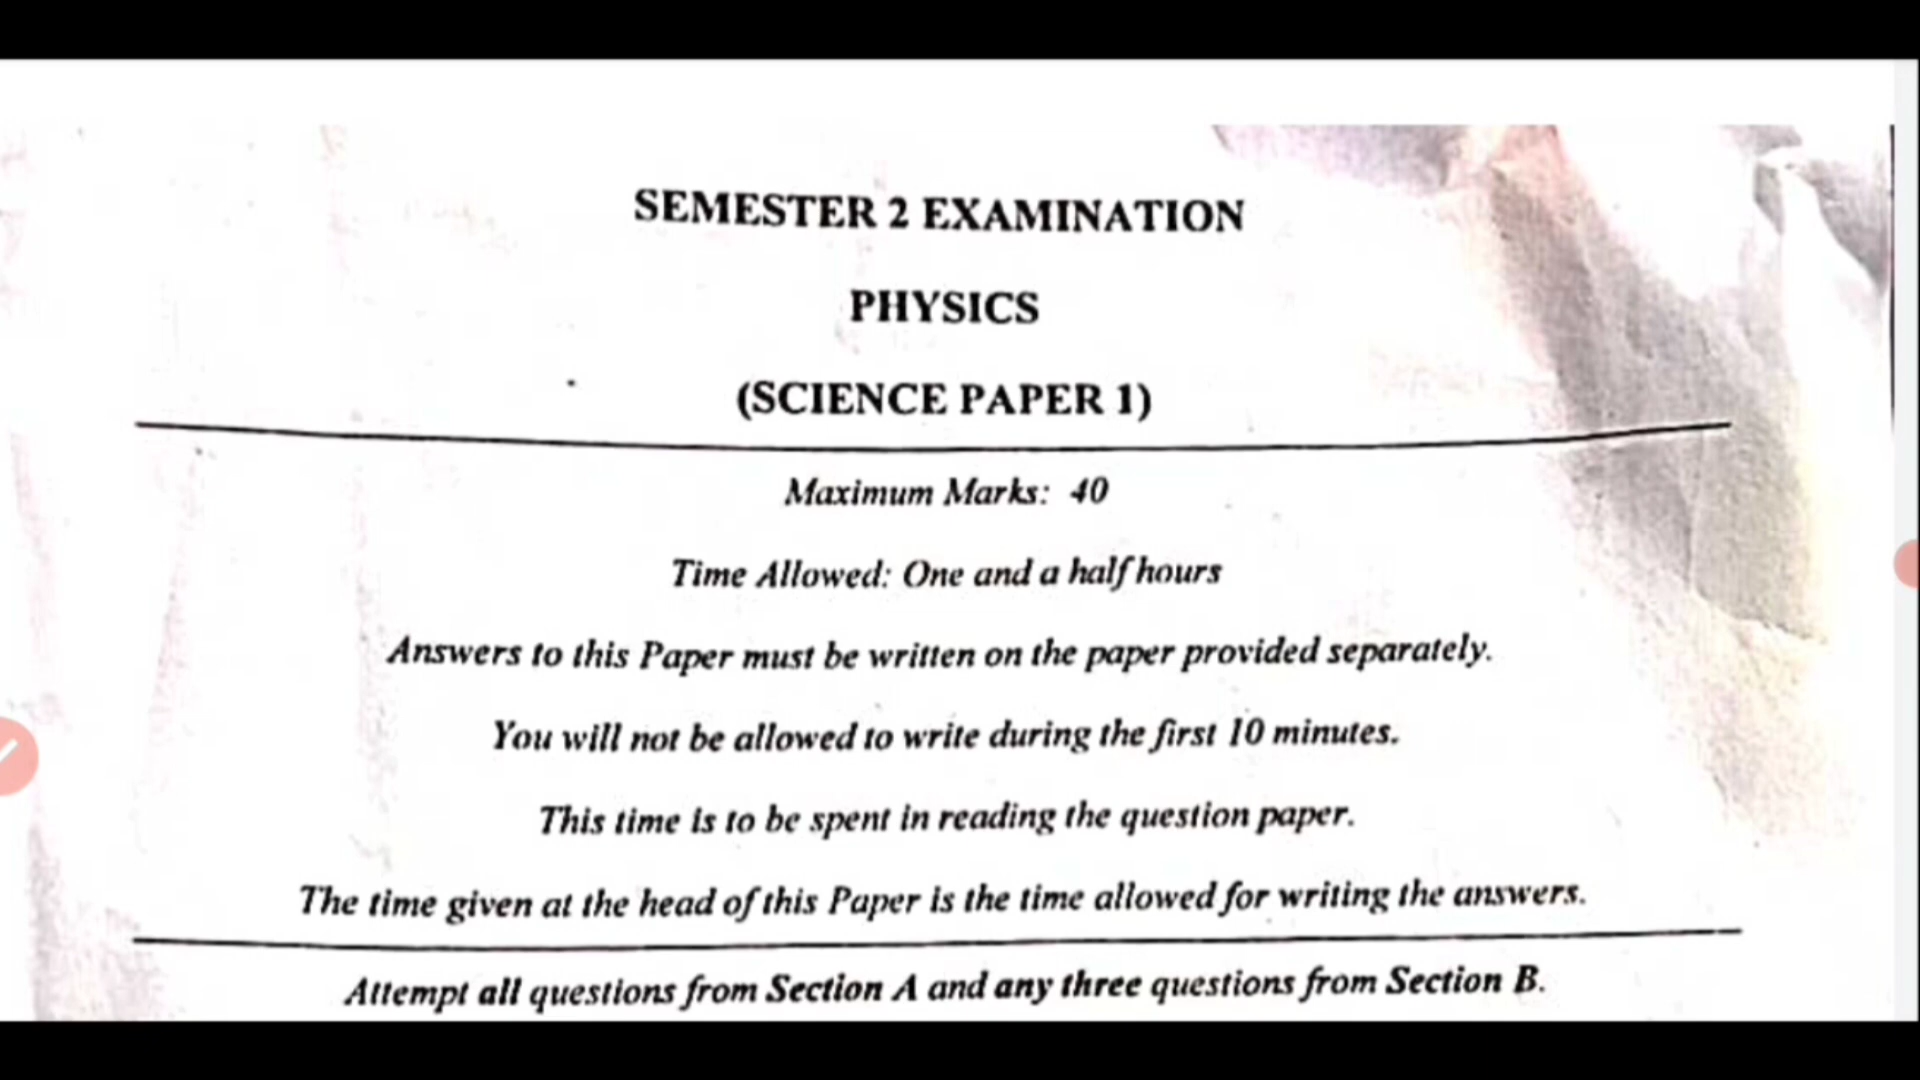 SEMESTER 2 EXAMINATION
PHYSICS
(SCIENCE PAPER 1)
Maximum Marks: 40
Time Allowed: One and a half hours
Answers to this Paper must be written on the paper provided separately.
You will not be allowed to write during the first 10 minutes.
This time is to be spent in reading the question paper.
The time given at the head of this Paper is the time allowed for writing the answers.
Attempt all questions from Section A and any three questions from Section B.